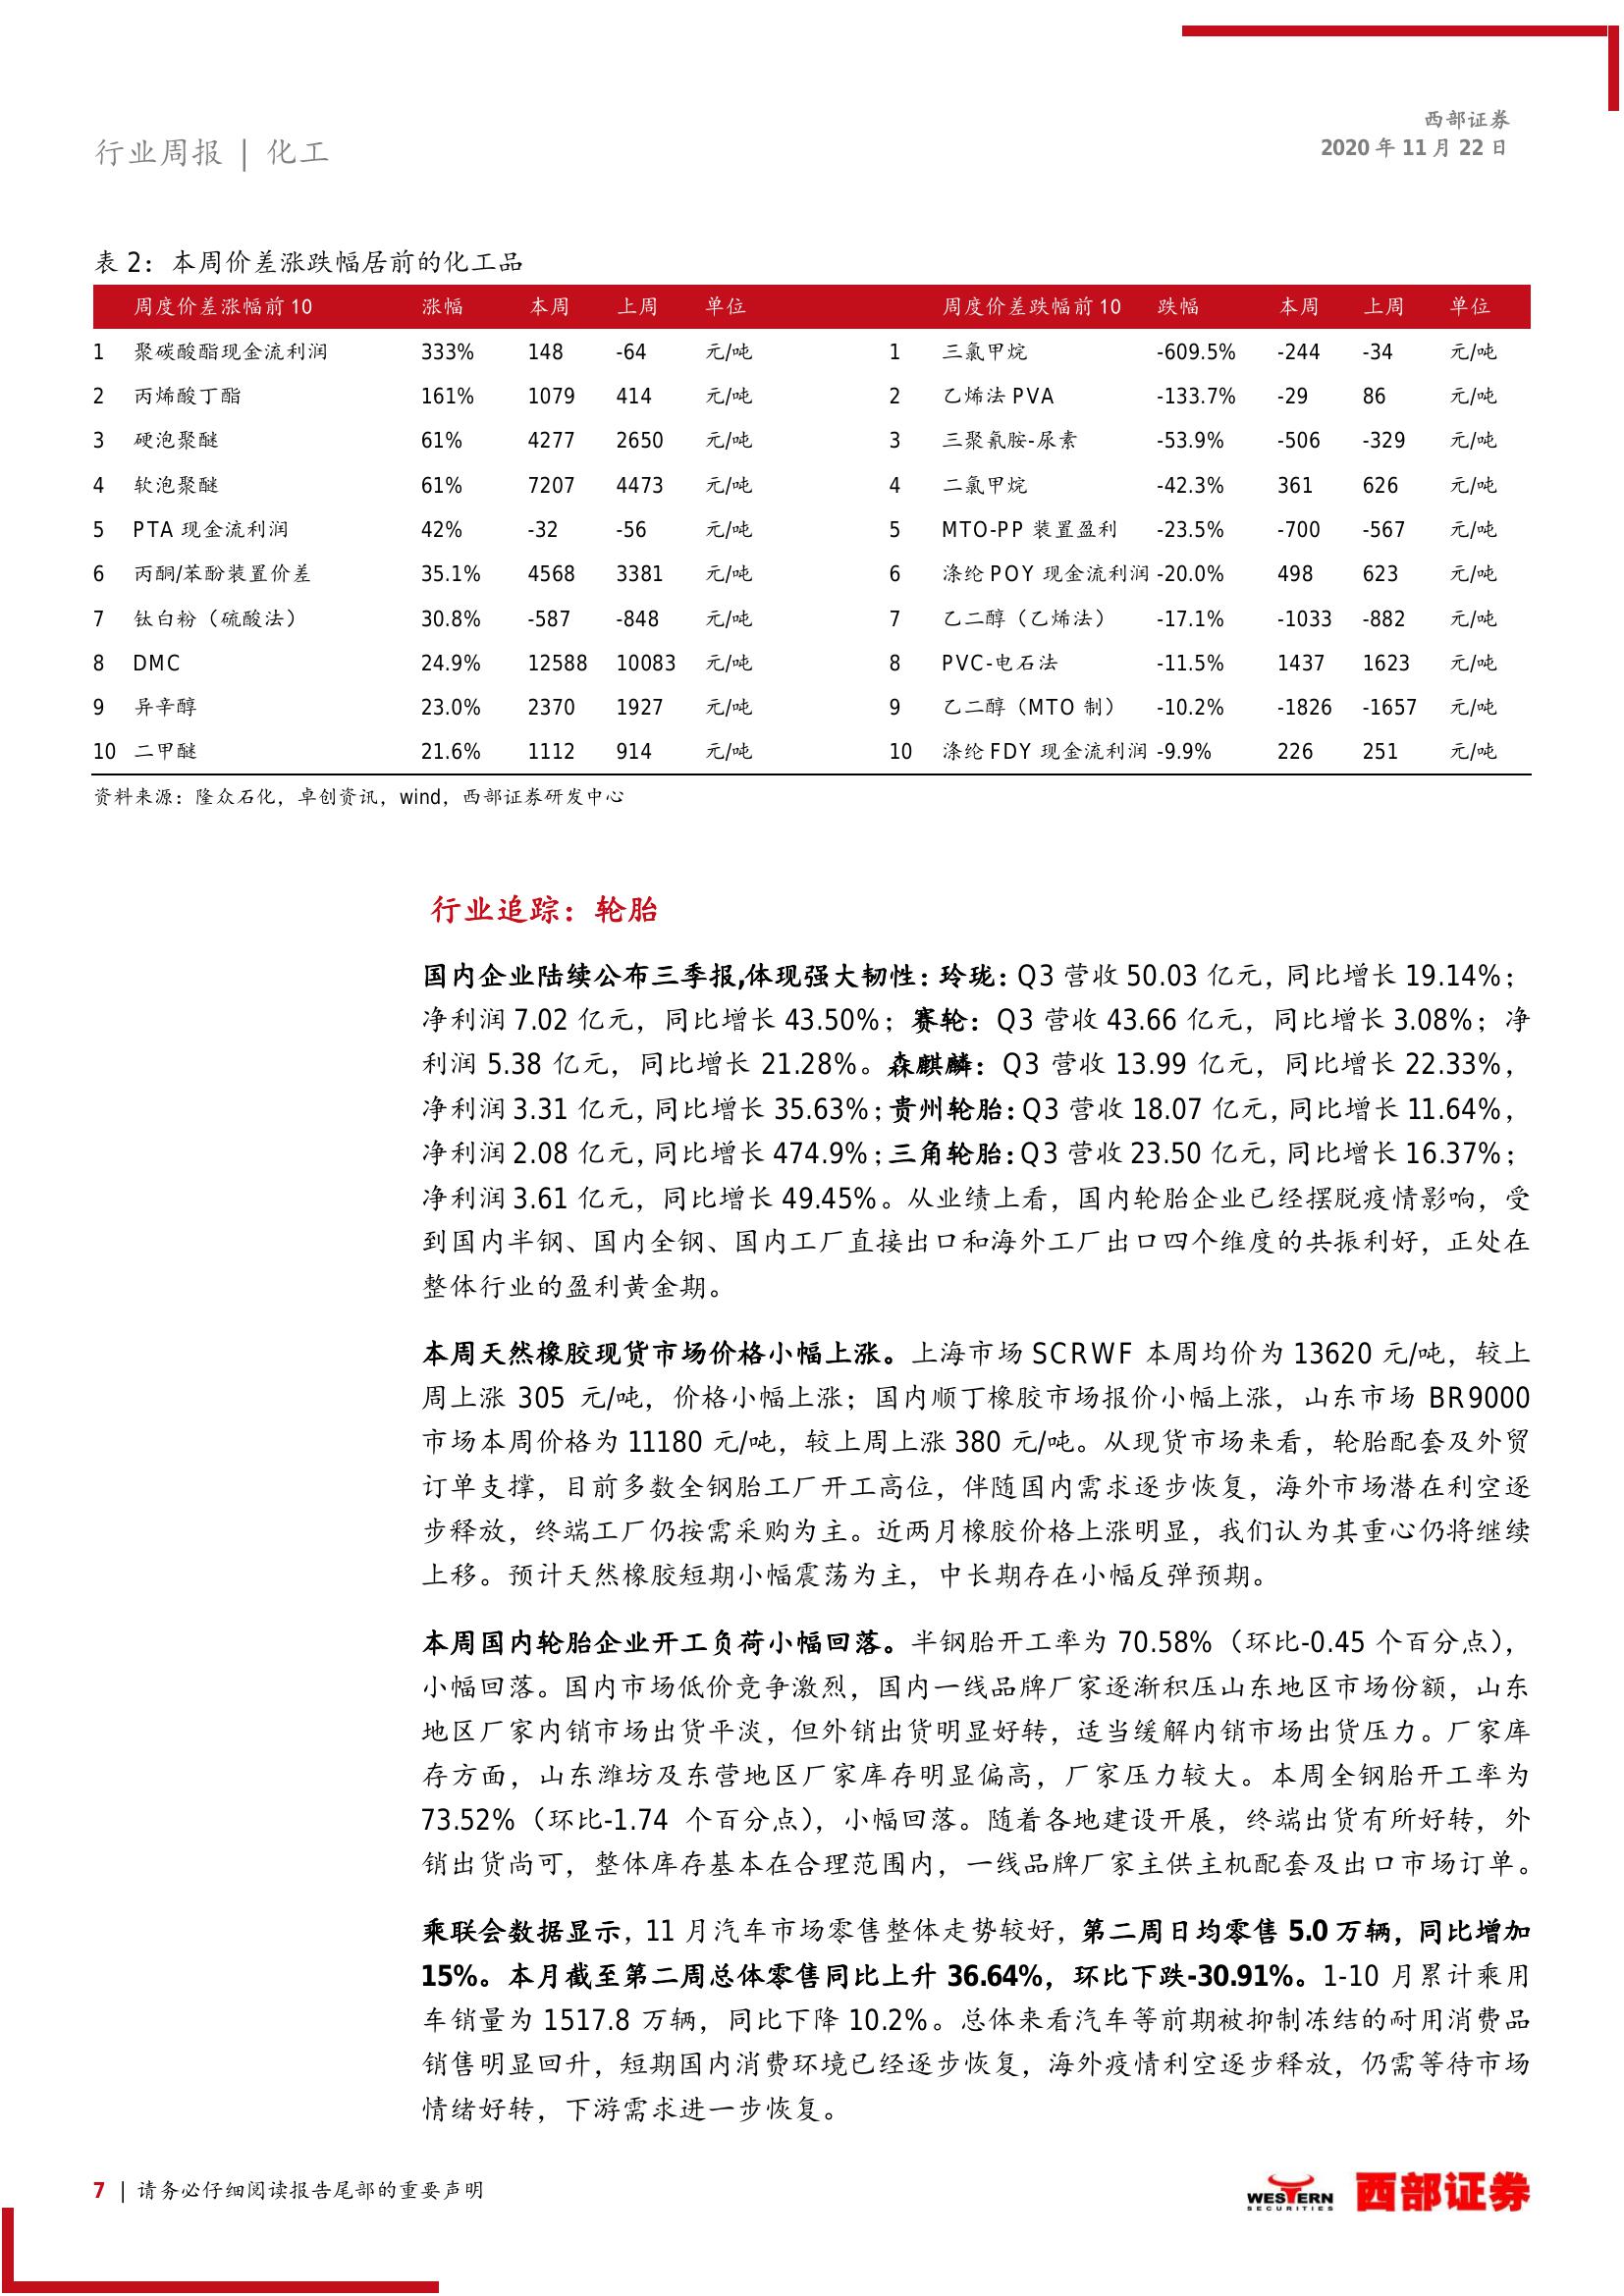 西部证券
2020 年 11 月 22 日
行业周报 | 化工
表 2：本周价差涨跌幅居前的化工品
周度价差涨幅前 10 涨幅 本周 上周 单位 周度价差跌幅前 10 跌幅 本周 上周 单位
1 聚碳酸酯现金流利润 333% 148 -64 元/吨 1 三氯甲烷 -609.5% -244 -34 元/吨
2 丙烯酸丁酯 161% 1079 414 元/吨 2 乙烯法 PVA -133.7% -29 86 元/吨
3 硬泡聚醚 61% 4277 2650 元/吨 3 三聚氰胺-尿素 -53.9% -506 -329 元/吨
4 软泡聚醚 61% 7207 4473 元/吨 4 二氯甲烷 -42.3% 361 626 元/吨
5 PTA 现金流利润 42% -32 -56 元/吨 5 MTO-PP 装置盈利 -23.5% -700 -567 元/吨
6 丙酮/苯酚装置价差 35.1% 4568 3381 元/吨 6 涤纶 POY 现金流利润 -20.0% 498 623 元/吨
7 钛白粉（硫酸法） 30.8% -587 -848 元/吨 7 乙二醇（乙烯法） -17.1% -1033 -882 元/吨
8 DMC 24.9% 12588 10083 元/吨 8 PVC-电石法 -11.5% 1437 1623 元/吨
9 异辛醇 23.0% 2370 1927 元/吨 9 乙二醇（MTO 制） -10.2% -1826 -1657 元/吨
10 二甲醚 21.6% 1112 914 元/吨 10 涤纶 FDY 现金流利润 -9.9% 226 251 元/吨
资料来源：隆众石化，卓创资讯，wind，西部证券研发中心
行业追踪：轮胎
国内企业陆续公布三季报,体现强大韧性：玲珑：Q3 营收 50.03 亿元，同比增长 19.14%；
净利润 7.02 亿元，同比增长 43.50%；赛轮：Q3 营收 43.66 亿元，同比增长 3.08%；净
利润 5.38 亿元，同比增长 21.28%。森麒麟：Q3 营收 13.99 亿元，同比增长 22.33%，
净利润 3.31 亿元，同比增长 35.63%；贵州轮胎：Q3 营收 18.07 亿元，同比增长 11.64%，
净利润 2.08 亿元，同比增长 474.9%；三角轮胎：Q3 营收 23.50 亿元，同比增长 16.37%；
净利润 3.61 亿元，同比增长 49.45%。从业绩上看，国内轮胎企业已经摆脱疫情影响，受
到国内半钢、国内全钢、国内工厂直接出口和海外工厂出口四个维度的共振利好，正处在
整体行业的盈利黄金期。
本周天然橡胶现货市场价格小幅上涨。上海市场 SCRWF 本周均价为 13620 元/吨，较上
周上涨 305 元/吨，价格小幅上涨；国内顺丁橡胶市场报价小幅上涨，山东市场 BR9000
市场本周价格为 11180 元/吨，较上周上涨 380 元/吨。从现货市场来看，轮胎配套及外贸
订单支撑，目前多数全钢胎工厂开工高位，伴随国内需求逐步恢复，海外市场潜在利空逐
步释放，终端工厂仍按需采购为主。近两月橡胶价格上涨明显，我们认为其重心仍将继续
上移。预计天然橡胶短期小幅震荡为主，中长期存在小幅反弹预期。
本周国内轮胎企业开工负荷小幅回落。半钢胎开工率为 70.58%（环比-0.45 个百分点），
小幅回落。国内市场低价竞争激烈，国内一线品牌厂家逐渐积压山东地区市场份额，山东
地区厂家内销市场出货平淡，但外销出货明显好转，适当缓解内销市场出货压力。厂家库
存方面，山东潍坊及东营地区厂家库存明显偏高，厂家压力较大。本周全钢胎开工率为
73.52%（环比-1.74 个百分点），小幅回落。随着各地建设开展，终端出货有所好转，外
销出货尚可，整体库存基本在合理范围内，一线品牌厂家主供主机配套及出口市场订单。
乘联会数据显示，11 月汽车市场零售整体走势较好，第二周日均零售 5.0 万辆，同比增加
15%。本月截至第二周总体零售同比上升 36.64%，环比下跌-30.91%。1-10 月累计乘用
车销量为 1517.8 万辆，同比下降 10.2%。总体来看汽车等前期被抑制冻结的耐用消费品
销售明显回升，短期国内消费环境已经逐步恢复，海外疫情利空逐步释放，仍需等待市场
情绪好转，下游需求进一步恢复。
7 | 请务必仔细阅读报告尾部的重要声明
WESTERN
SECURITIES
西部证券